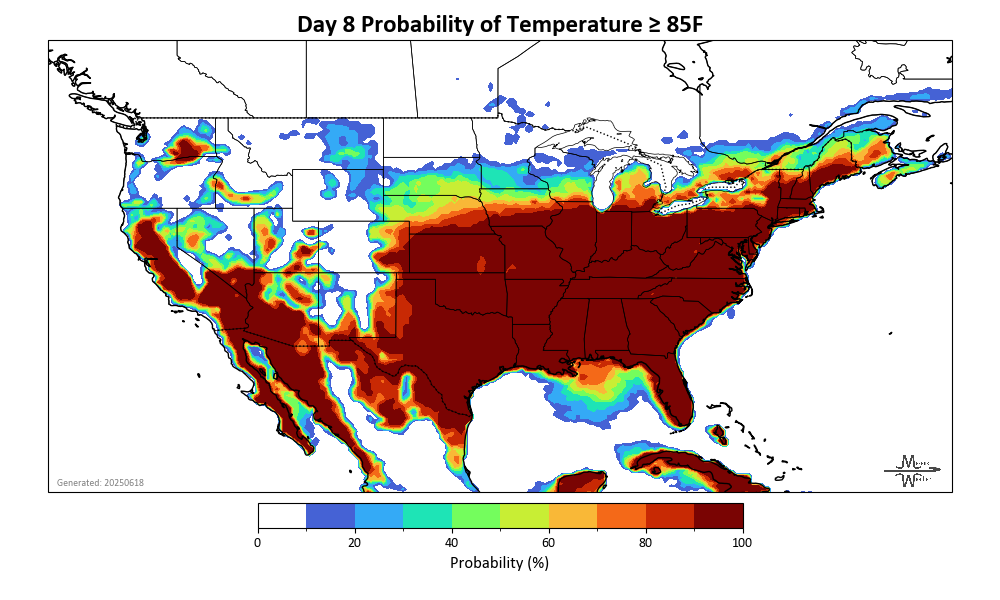 Day 8 Probability of Temperature ≥ 85F
Generated: 20250618
0 20 40 60 80 100
Probability (%)